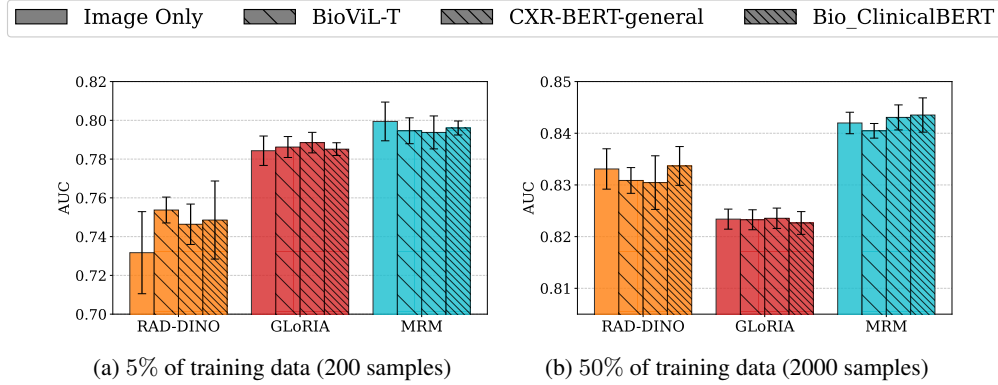 Image Only BioViL-T CXR-BERT-general Bio_ClinicalBERT
0.82
0.80
0.78
0.76
0.74
0.72
0.70
AUC
RAD-DINO GLoRIA MRM
(a) 5% of training data (200 samples)
0.85
0.84
0.83
0.82
0.81
AUC
RAD-DINO GLoRIA MRM
(b) 50% of training data (2000 samples)